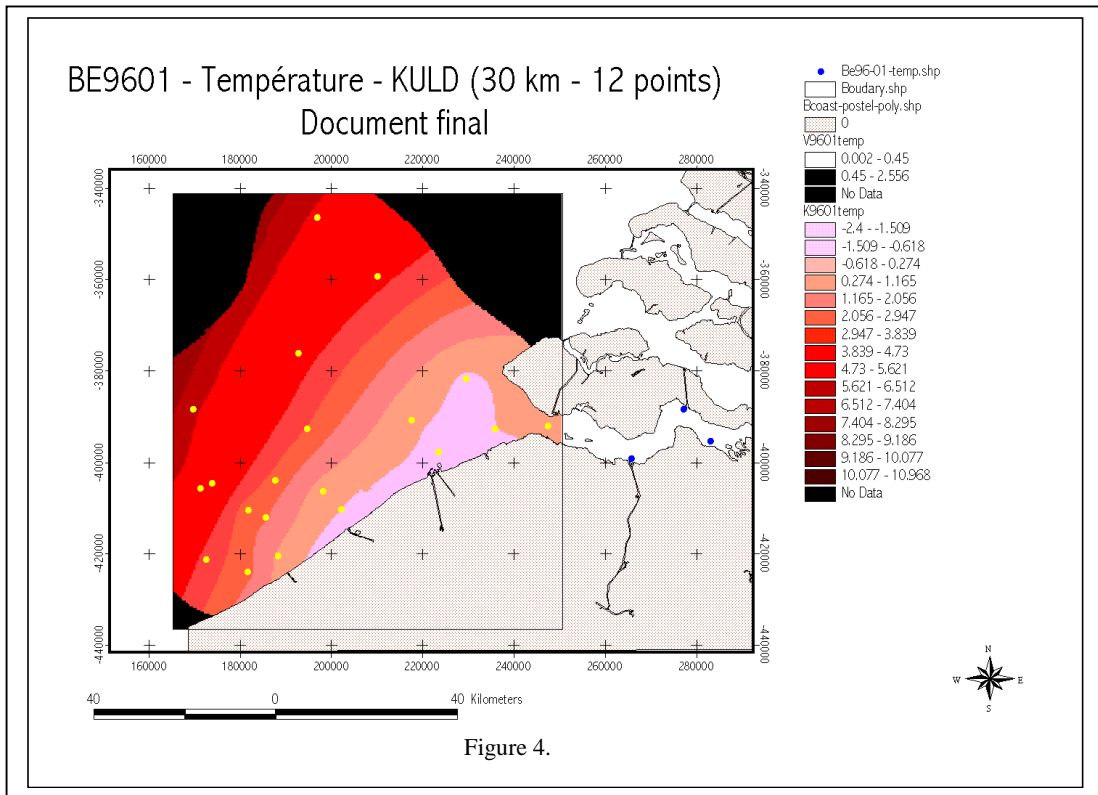 BE9601 - Température - KULD (30 km - 12 points)
Document final
160000 180000 200000 220000 240000 260000 280000
-340000 -340000
-360000 -360000
-380000 -380000
-400000 -400000
-420000 -420000
-440000 -440000
160000 180000 200000 220000 240000 260000 280000
40 0 40 Kilometers
Be96-01-temp.shp
Boudary.shp
Bcoast-postel-poly.shp
0
V9601temp
0.002 - 0.45
0.45 - 2.556
No Data
K9601temp
-2.4 - -1.509
-1.509 - -0.618
-0.618 - 0.274
0.274 - 1.165
1.165 - 2.056
2.056 - 2.947
2.947 - 3.839
3.839 - 4.73
4.73 - 5.621
5.621 - 6.512
6.512 - 7.404
7.404 - 8.295
8.295 - 9.186
9.186 - 10.077
10.077 - 10.968
No Data
N
W E
S
Figure 4.